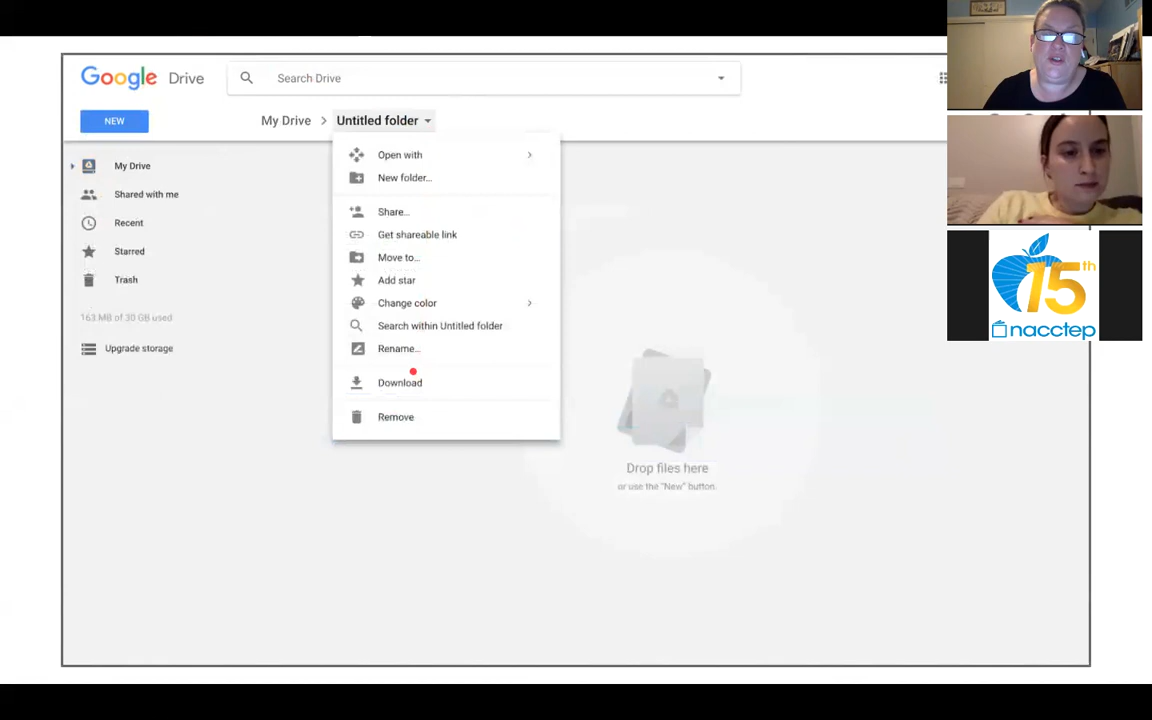 Google Drive
Search Drive
NEW
My Drive > Untitled folder
My Drive
Shared with me
Recent
Starred
Trash
163 MB of 30 GB used
Upgrade storage
Open with
New folder...
Share...
Get shareable link
Move to...
Add star
Change color
Search within Untitled folder
Rename...
Download
Remove
Drop files here
or use the "New" button.
15th
nacctep